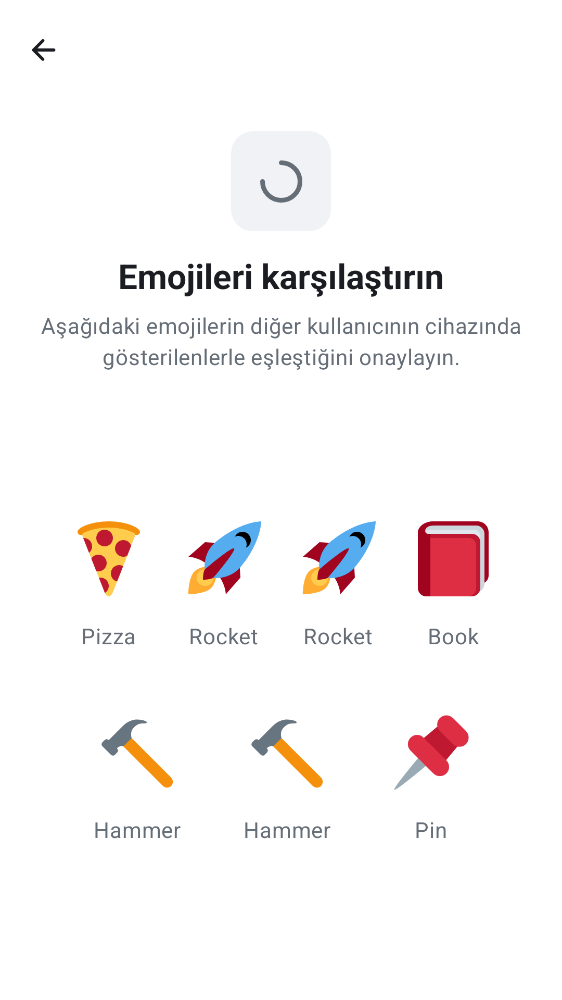 Emojileri karşılaştırın
Aşağıdaki emojilerin diğer kullanıcının cihazında
gösterilenlerle eşleştiğini onaylayın.
Pizza Rocket Rocket Book
Hammer Hammer Pin